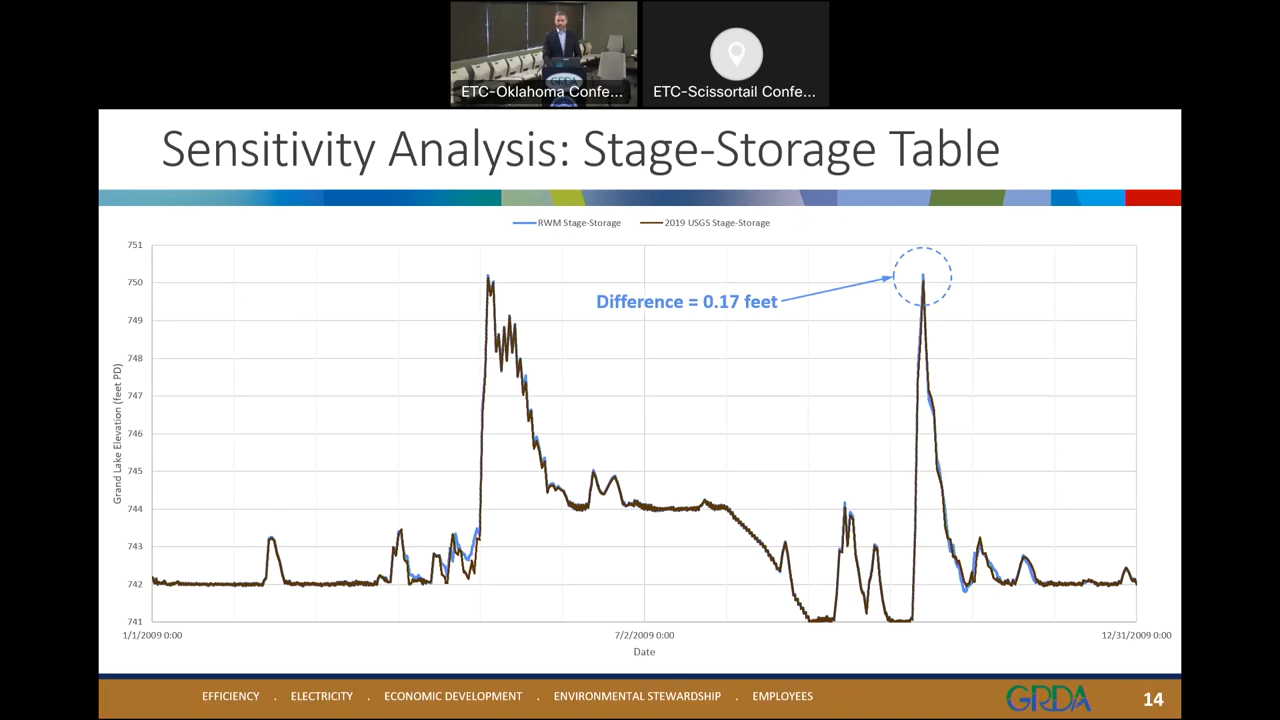 GRDA
ETC-Oklahoma Confe...
ETC-Scissortail Confe...
Sensitivity Analysis: Stage-Storage Table
RWM Stage-Storage
2019 USGS Stage-Storage
751
750
749
748
747
746
745
744
743
742
741
Grand Lake Elevation (feet PD)
Difference = 0.17 feet
1/1/2009 0:00
7/2/2009 0:00
12/31/2009 0:00
Date
EFFICIENCY . ELECTRICITY . ECONOMIC DEVELOPMENT . ENVIRONMENTAL STEWARDSHIP . EMPLOYEES
GRDA
14